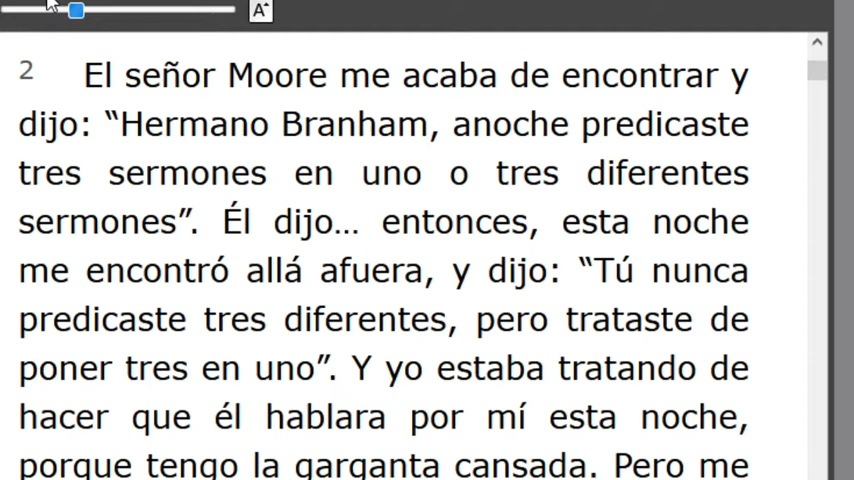 A
2 El señor Moore me acaba de encontrar y
dijo: “Hermano Branham, anoche predicaste
tres sermones en uno o tres diferentes
sermones”. Él dijo… entonces, esta noche
me encontró allá afuera, y dijo: “Tú nunca
predicaste tres diferentes, pero trataste de
poner tres en uno”. Y yo estaba tratando de
hacer que él hablara por mí esta noche,
porque tengo la garganta cansada. Pero me